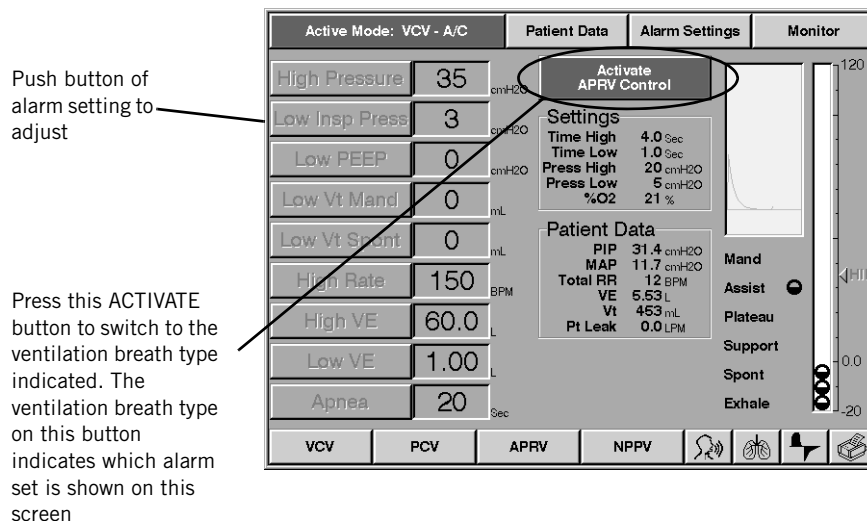 Active Mode: VCV - A/C
Patient Data
Alarm Settings
Monitor
Push button of
alarm setting to
adjust
High Pressure 35 cmH2O
Low Insp Press 3 cmH2O
Low PEEP 0 cmH2O
Low Vt Mand 0 mL
Low Vt Spont 0 mL
High Rate 150 BPM
High VE 60.0 L
Low VE 1.00 L
Apnea 20 Sec
Activate
APRV Control
Settings
Time High 4.0 Sec
Time Low 1.0 Sec
Press High 20 cmH2O
Press Low 5 cmH2O
%O2 21 %
Patient Data
PIP 31.4 cmH2O
MAP 11.7 cmH2O
Total RR 12 BPM
VE 5.53 L
Vt 453 mL
Pt Leak 0.0 LPM
Mand
Assist
Plateau
Support
Spont
Exhale
120
0.0
-20
Press this ACTIVATE
button to switch to the
ventilation breath type
indicated. The
ventilation breath type
on this button
indicates which alarm
set is shown on this
screen
VCV
PCV
APRV
NPPV